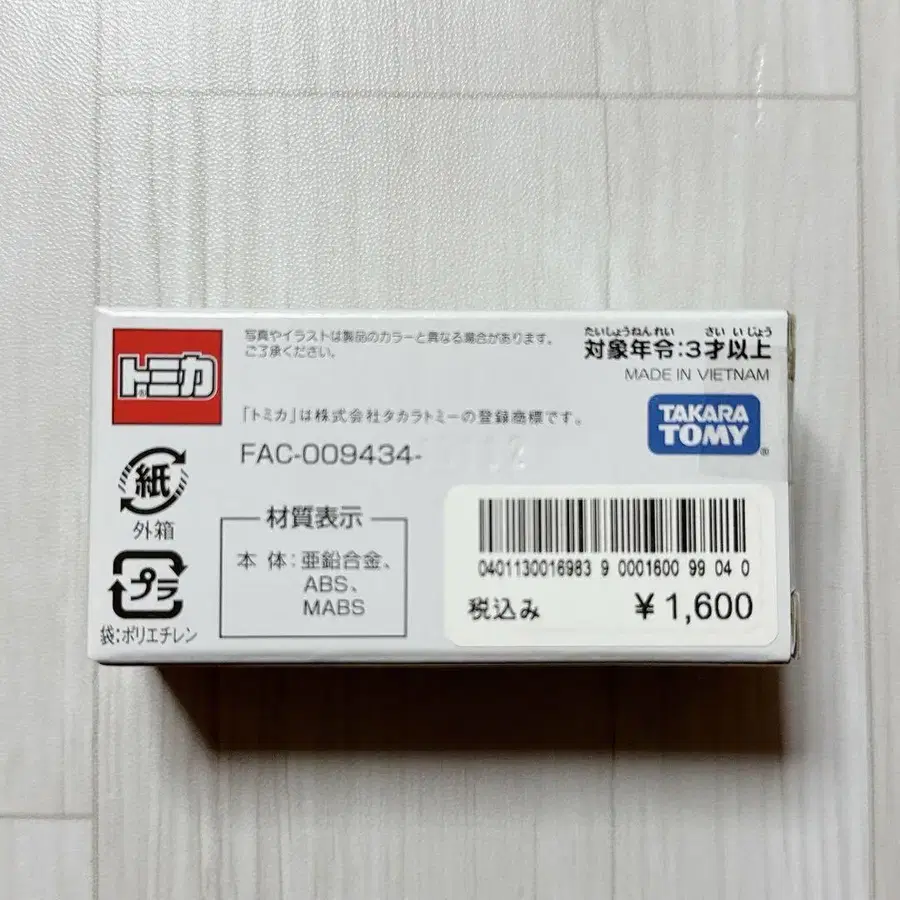 トミカ®
写真やイラストは製品のカラーと異なる場合があります。
ご了承ください。
「トミカ」は株式会社タカラトミーの登録商標です。
FAC-009434-
たいしょうねんれい さいいじょう
対象年令:3才以上
MADE IN VIETNAM
TAKARA
TOMY®
紙
外箱
プラ
袋:ポリエチレン
材質表示
本 体:亜鉛合金、
ABS、
MABS
0401130016983 9 0001600 99 04 0
税込み ¥1,600